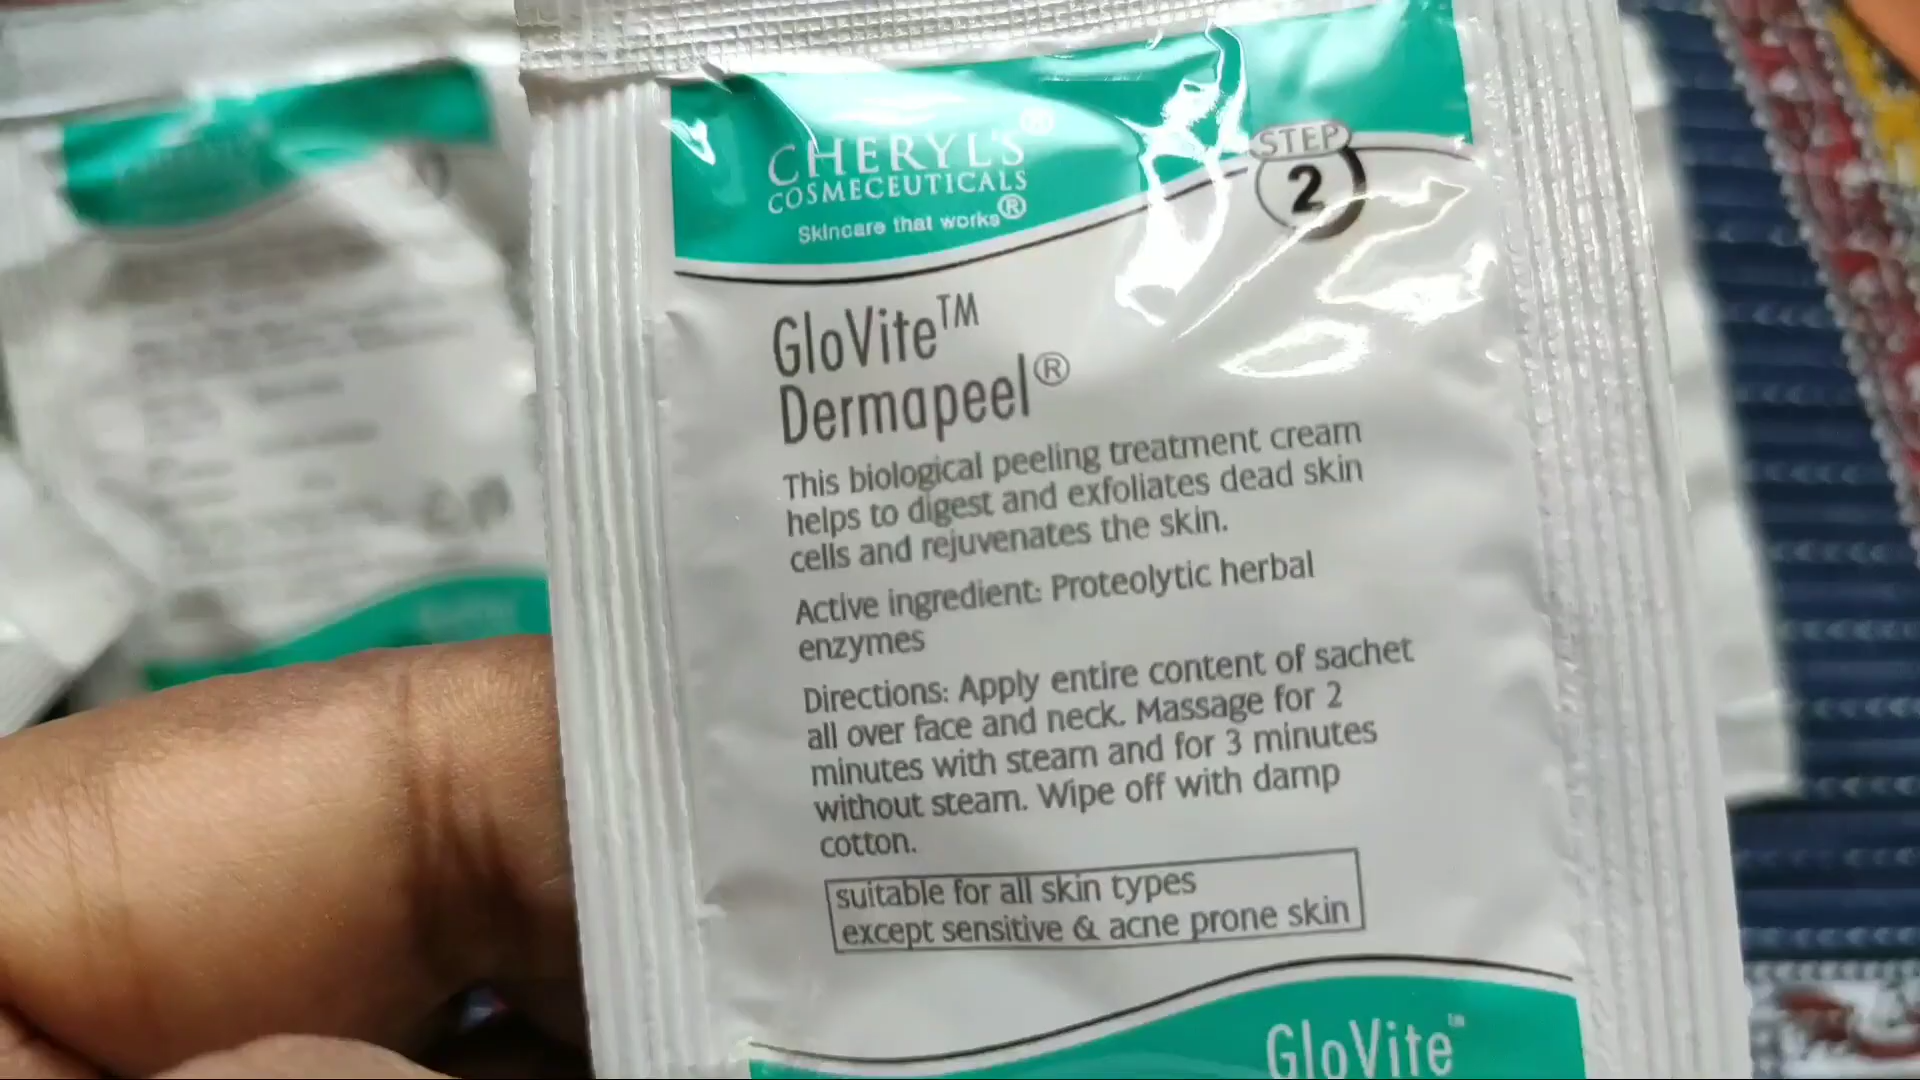 CHERYL'S®
COSMECEUTICALS
Skincare that works®
STEP
2
GloVite™
Dermapeel®
This biological peeling treatment cream
helps to digest and exfoliates dead skin
cells and rejuvenates the skin.
Active ingredient: Proteolytic herbal
enzymes
Directions: Apply entire content of sachet
all over face and neck. Massage for 2
minutes with steam and for 3 minutes
without steam. Wipe off with damp
cotton.
suitable for all skin types
except sensitive & acne prone skin
GloVite™